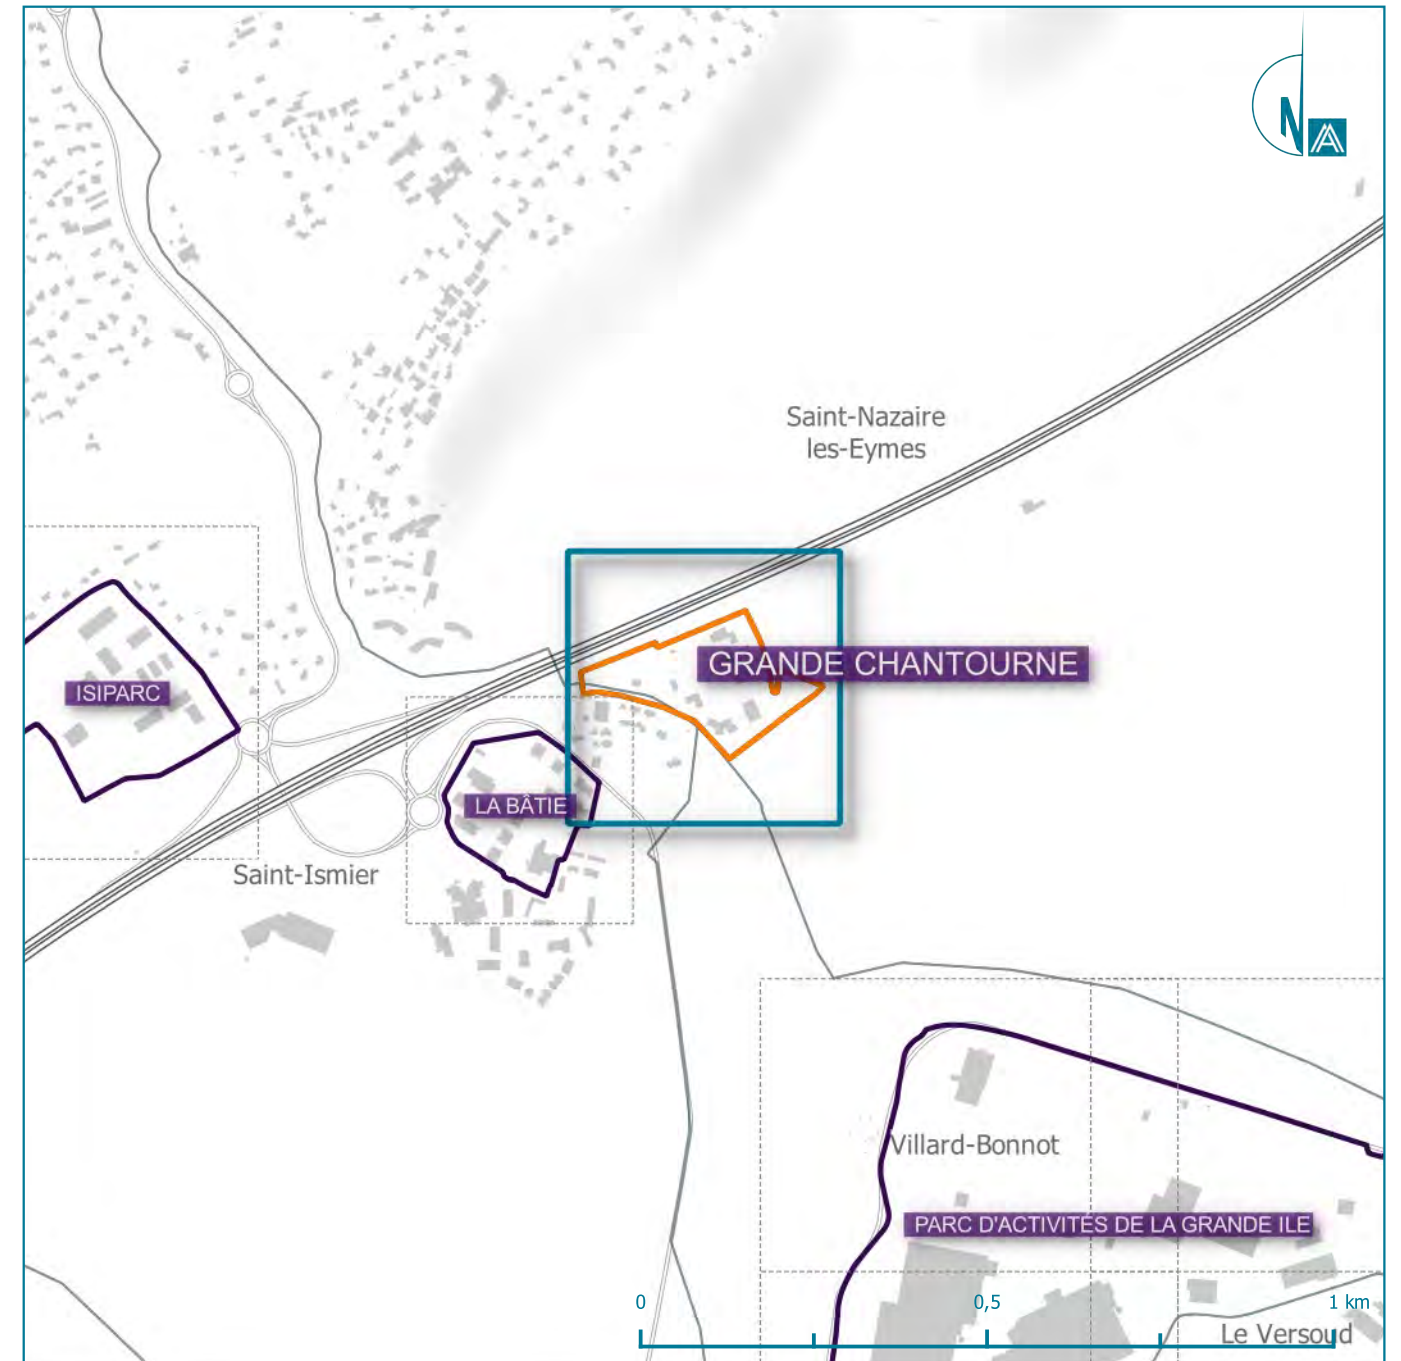 N
Saint-Nazaire
les-Eymes
GRANDE CHANTOURNE
ISIPARC
LA BÂTIE
Saint-Ismier
Villard-Bonnot
PARC D'ACTIVITÉS DE LA GRANDE ILE
0 0,5 1 km
Le Versoud